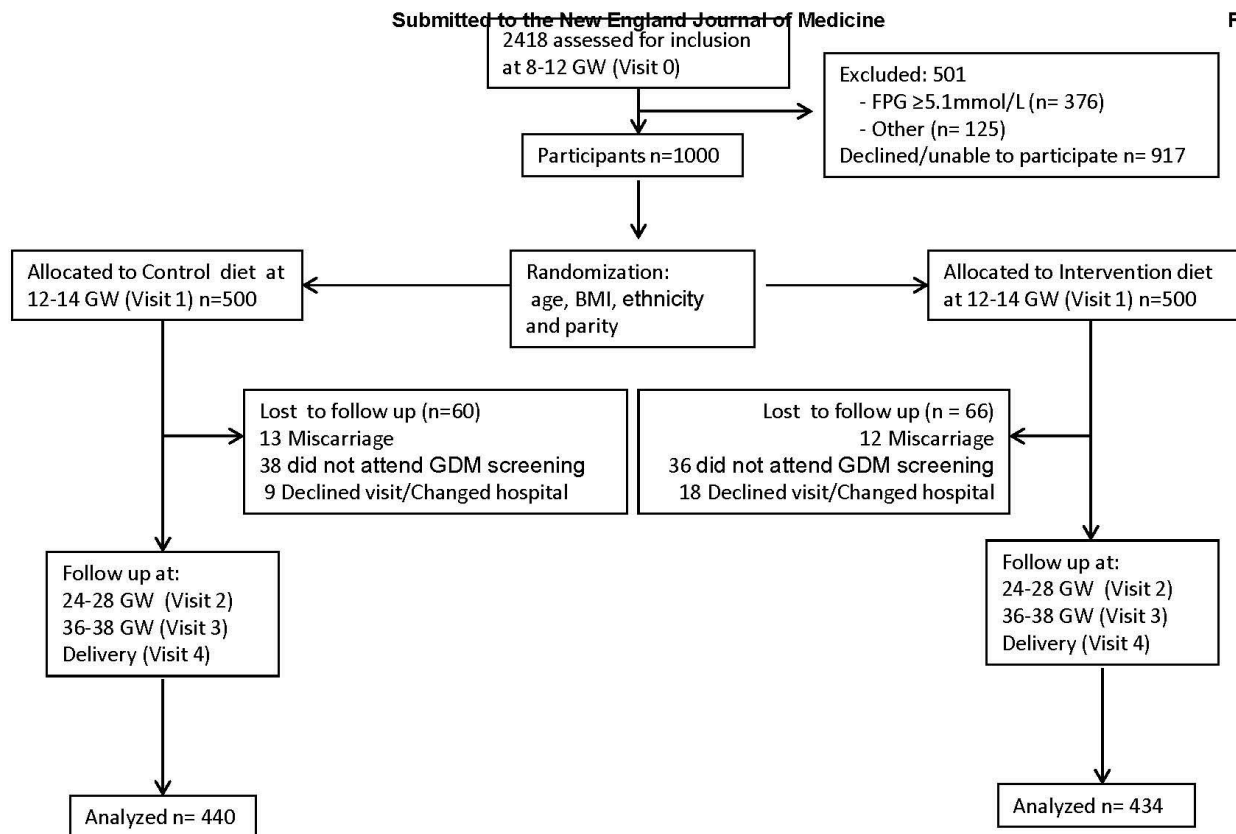 Submitted to the New England Journal of Medicine
F
2418 assessed for inclusion
at 8-12 GW (Visit 0)
Excluded: 501
- FPG ≥5.1mmol/L (n= 376)
- Other (n= 125)
Declined/unable to participate n= 917
Participants n=1000
Allocated to Control diet at
12-14 GW (Visit 1) n=500
Randomization:
age, BMI, ethnicity
and parity
Allocated to Intervention diet
at 12-14 GW (Visit 1) n=500
Lost to follow up (n=60)
13 Miscarriage
38 did not attend GDM screening
9 Declined visit/Changed hospital
Lost to follow up (n = 66)
12 Miscarriage
36 did not attend GDM screening
18 Declined visit/Changed hospital
Follow up at:
24-28 GW (Visit 2)
36-38 GW (Visit 3)
Delivery (Visit 4)
Follow up at:
24-28 GW (Visit 2)
36-38 GW (Visit 3)
Delivery (Visit 4)
Analyzed n= 440
Analyzed n= 434